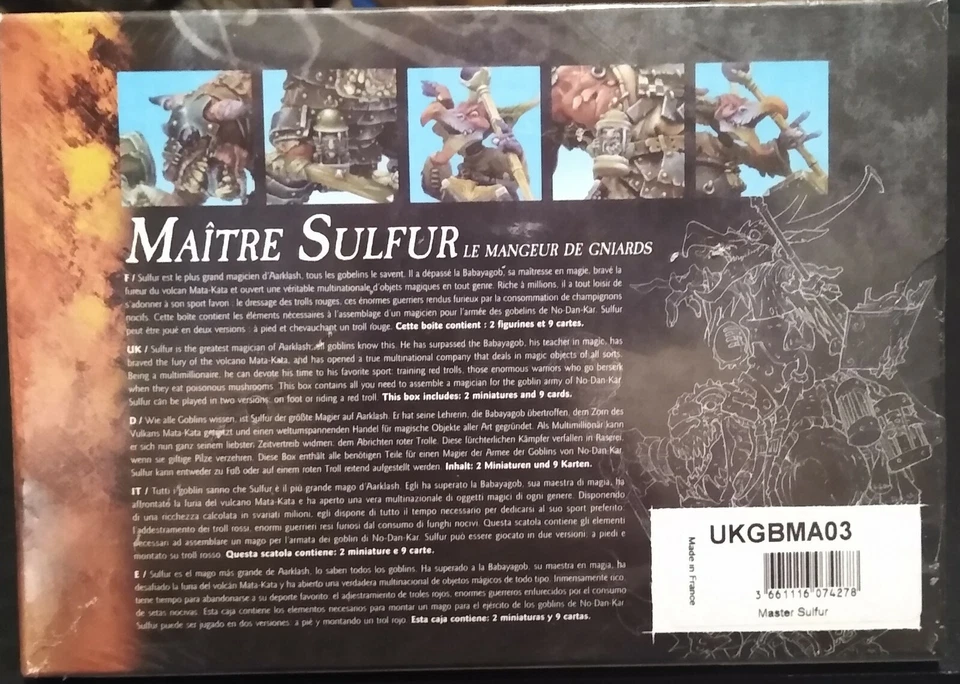 MAÎTRE SULFUR LE MANGEUR DE GNIARDS
F / Sulfur est le plus grand magicien d'Aarklash, tous les gobelins le savent. Il a dépassé la Babayagob, sa maîtresse en magie, bravé la
fureur du volcan Mata-Kata et ouvert une véritable multinationale d'objets magiques en tout genre. Riche à millions, il a tout loisir de
s'adonner à son sport favori : le dressage des trolls rouges, ces énormes guerriers rendus furieux par la consommation de champignons
nocifs. Cette boîte contient les éléments nécessaires à l'assemblage d'un magicien pour l'armée des gobelins de No-Dan-Kar. Sulfur
peut être joué en deux versions : à pied et chevauchant un troll rouge. Cette boîte contient : 2 figurines et 9 cartes.
UK / Sulfur is the greatest magician of Aarklash: all goblins know this. He has surpassed the Babayagob, his teacher in magic, has
braved the fury of the volcano Mata-Kata, and has opened a true multinational company that deals in magic objects of all sorts.
Being a multimillionaire, he can devote his time to his favorite sport: training red trolls, those enormous warriors who go berserk
when they eat poisonous mushrooms. This box contains all you need to assemble a magician for the goblin army of No-Dan-Kar.
Sulfur can be played in two versions: on foot or riding a red troll. This box includes: 2 miniatures and 9 cards.
D / Wie alle Goblins wissen, ist Sulfur der größte Magier auf Aarklash. Er hat seine Lehrerin, die Babayagob übertroffen, dem Zorn des
Vulkans Mata-Kata getrotzt und einen weltumspannenden Handel für magische Objekte aller Art gegründet. Als Multimillionär kann
er sich nun ganz seinem liebsten Zeitvertreib widmen: dem Abrichten roter Trolle. Diese fürchterlichen Kämpfer verfallen in Raserei,
wenn sie giftige Pilze verzehren. Diese Box enthält alle benötigten Teile für einen Magier der Armee der Goblins von No-Dan-Kar.
Sulfur kann entweder zu Fuß oder auf einem roten Troll reitend aufgestellt werden. Inhalt: 2 Miniaturen und 9 Karten.
IT / Tutti i goblin sanno che Sulfur è il più grande mago d'Aarklash. Egli ha superato la Babayagob, sua maestra di magia, ha
affrontato la furia del vulcano Mata-Kata e ha aperto una vera multinazionale di oggetti magici di ogni genere. Disponendo
di una ricchezza calcolata in svariati milioni, egli dispone di tutto il tempo necessario per dedicarsi al suo sport preferito:
l'addestramento dei troll rossi, enormi guerrieri resi furiosi dal consumo di funghi nocivi. Questa scatola contiene gli elementi
necessari ad assemblare un mago per l'armata dei goblin di No-Dan-Kar. Sulfur può essere giocato in due versioni: a piedi e
montato su troll rosso. Questa scatola contiene: 2 miniature e 9 carte.
E / Sulfur es el mago más grande de Aarklash, lo saben todos los goblins. Ha superado a la Babayagob, su maestra en magia, ha
desafiado la furia del volcán Mata-Kata y ha abierto una verdadera multinacional de objetos mágicos de todo tipo. Inmensamente rico,
tiene tiempo para abandonarse a su deporte favorito: el adiestramiento de troles rojos, enormes guerreros enfurecidos por el consumo
de setas nocivas. Esta caja contiene los elementos necesarios para montar un mago para el ejército de los goblins de No-Dan-Kar.
Sulfur puede ser jugado en dos versiones: a pié y montando un trol rojo. Esta caja contiene: 2 miniaturas y 9 cartas.
UKGBMA03
Made in France
3 661116 074278
Master Sulfur